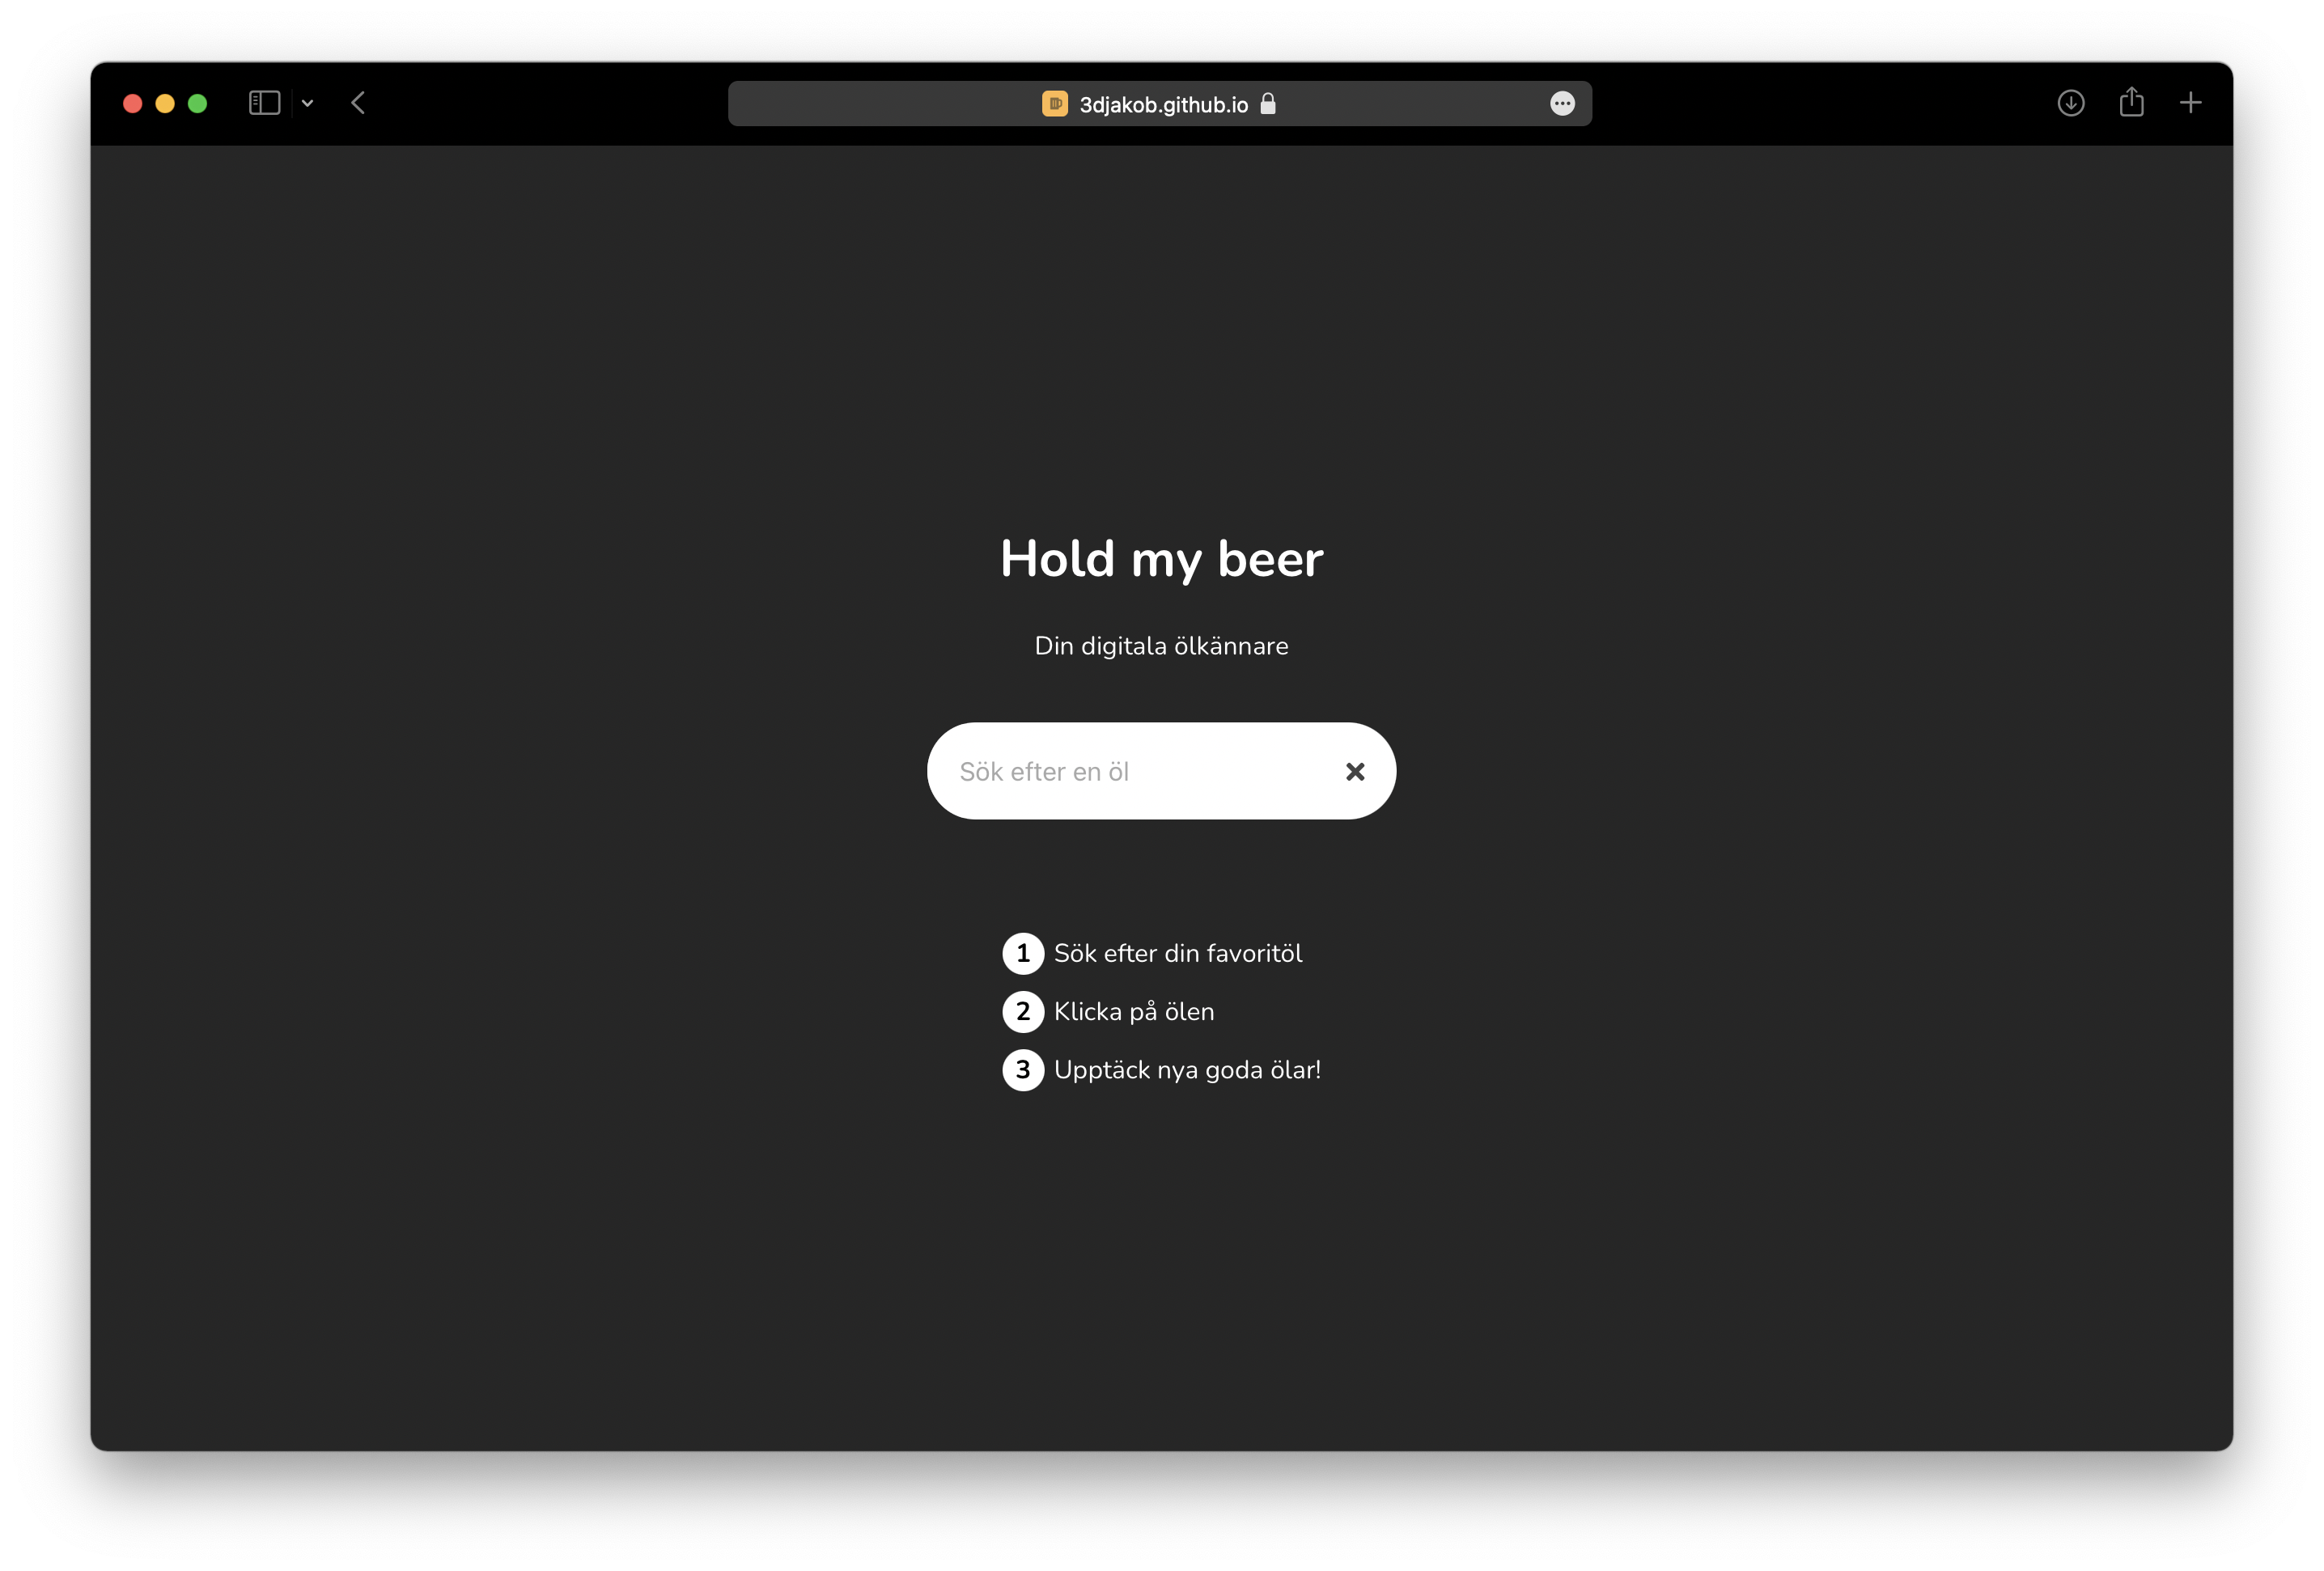 3djakob.github.io
Hold my beer
Din digitala ölkännare
Sök efter en öl
1 Sök efter din favoritöl
2 Klicka på ölen
3 Upptäck nya goda ölar!